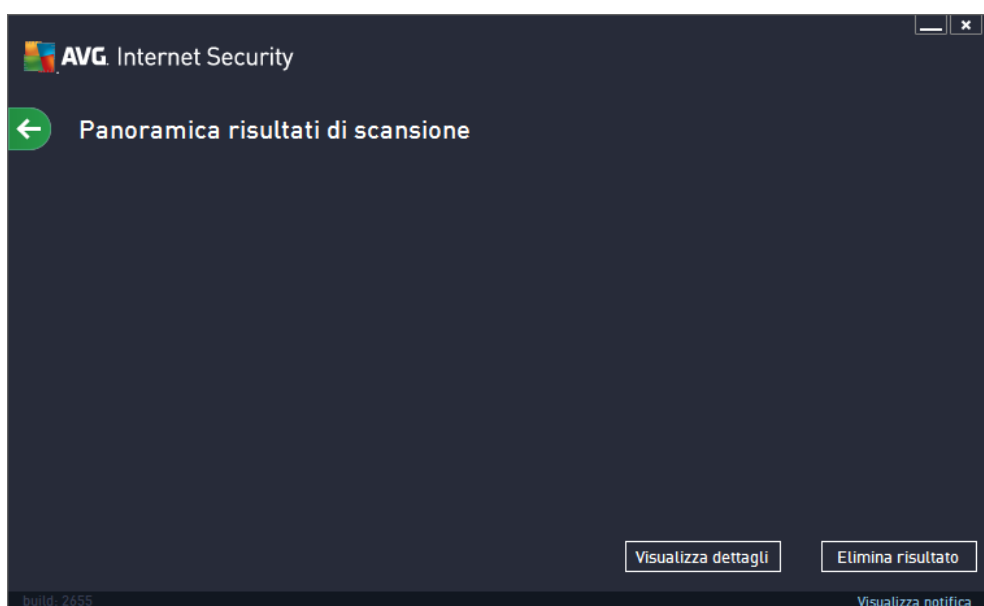 AVG. Internet Security
Panoramica risultati di scansione
Visualizza dettagli
Elimina risultato
build: 2655
Visualizza notifica